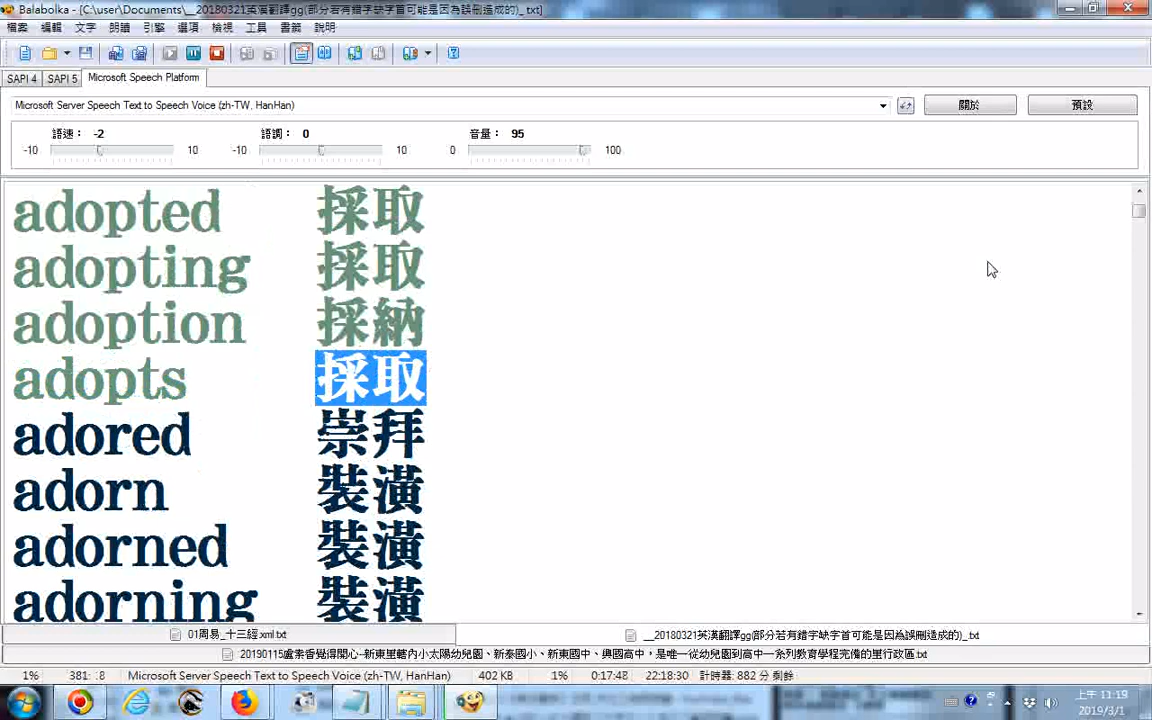 Balabolka - [C:\user\Documents\__20180321英漢翻譯gg(部分若有錯字缺字首可能是因為誤刪造成的)_.txt]
檔案 編輯 文字 朗讀 引擎 選項 檢視 工具 書籤 說明
SAPI 4 SAPI 5 Microsoft Speech Platform
Microsoft Server Speech Text to Speech Voice (zh-TW, HanHan) 關於 預設
語速： -2 語調： 0 音量： 95
-10 10 -10 10 0 100
adopted 採取
adopting 採取
adoption 採納
adopts 採取
adored 崇拜
adorn 裝潢
adorned 裝潢
adorning 裝潢
01周易_十三經.xml.txt __20180321英漢翻譯gg(部分若有錯字缺字首可能是因為誤刪造成的)_.txt
20190115盧素香覺得開心--新東里轄內小太陽幼兒園、新泰國小、新東國中、興國高中，是唯一從幼兒園到高中一系列教育學程完備的里行政區.txt
1% 381: :8 Microsoft Server Speech Text to Speech Voice (zh-TW, HanHan) 402 KB 1% 0:17:48 22:18:30 計時器: 882 分 剩餘
上午 11:19
2019/3/1